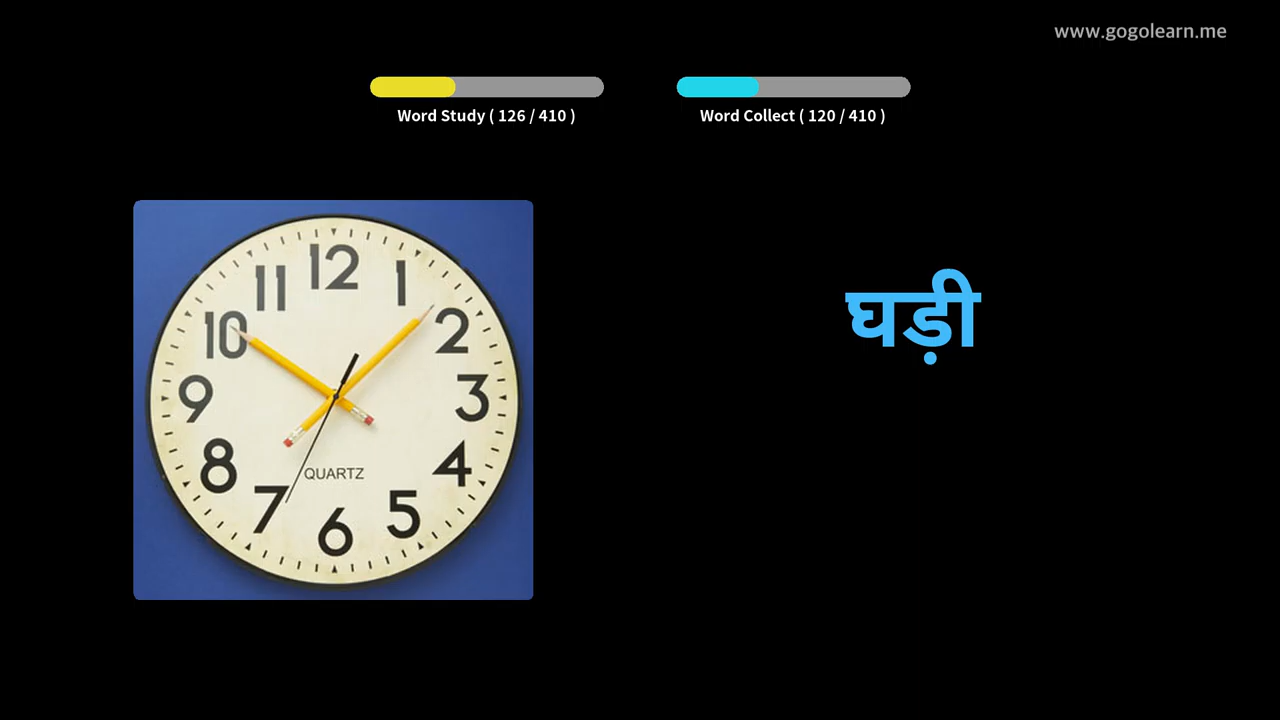 www.gogolearn.me
Word Study ( 126 / 410 )
Word Collect ( 120 / 410 )
12
11
1
10
2
9
3
8
4
7
5
6
QUARTZ
घड़ी